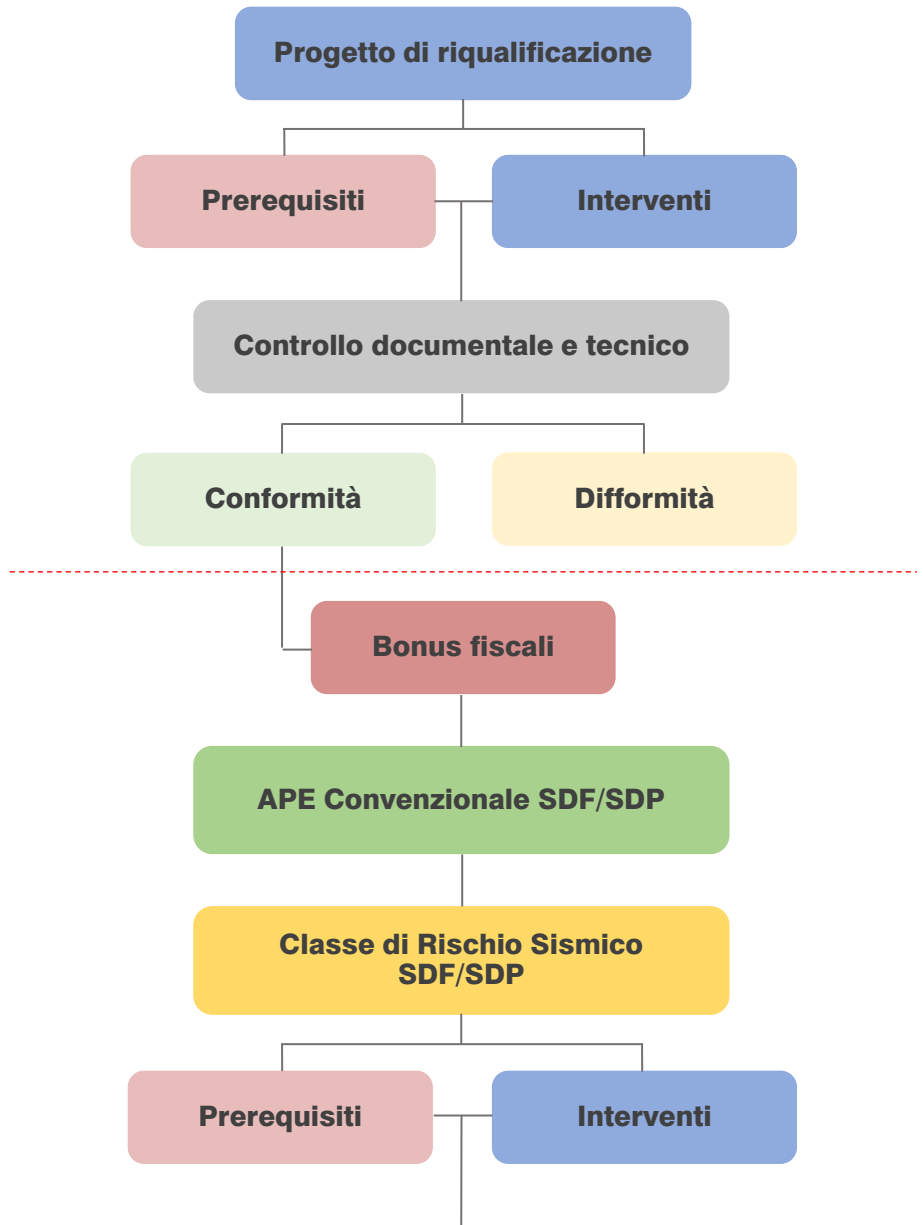 Progetto di riqualificazione
Prerequisiti
Interventi
Controllo documentale e tecnico
Conformità
Difformità
Bonus fiscali
APE Convenzionale SDF/SDP
Classe di Rischio Sismico
SDF/SDP
Prerequisiti
Interventi